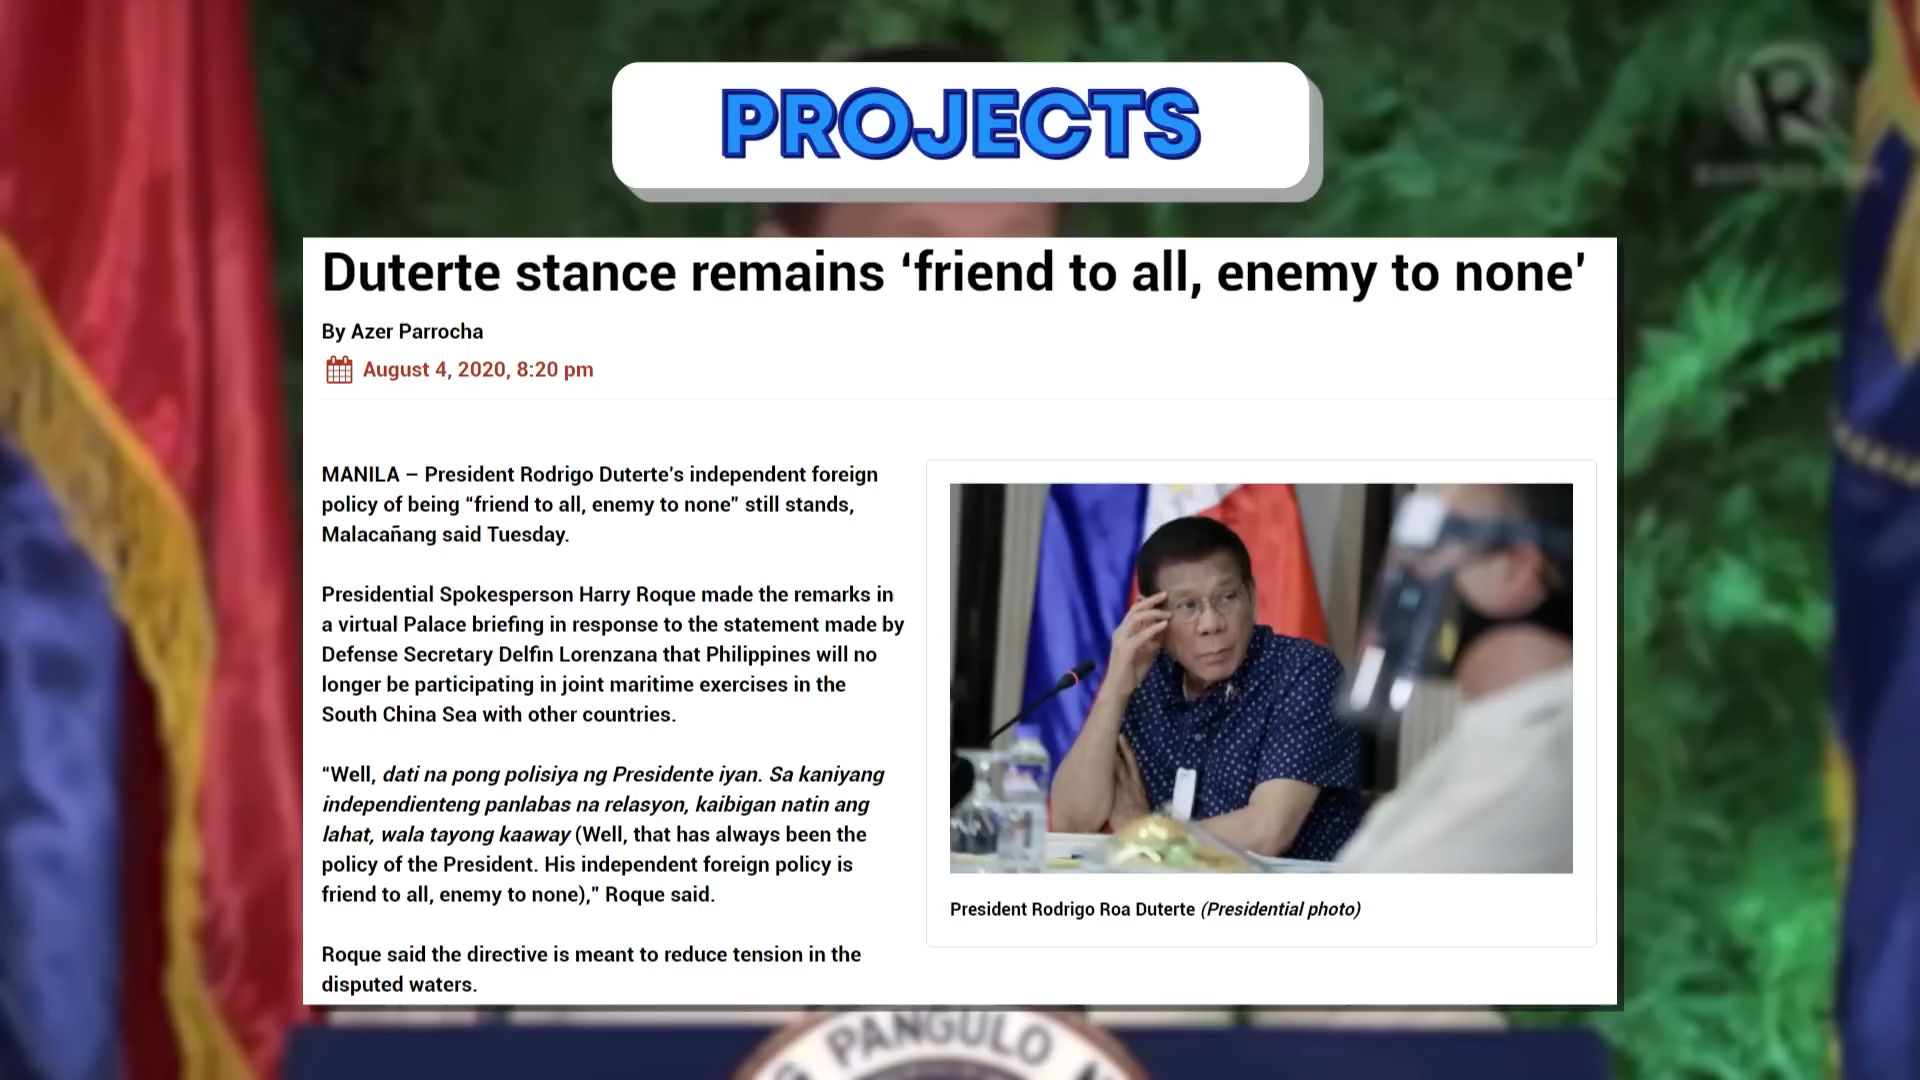 PROJECTS
Duterte stance remains ‘friend to all, enemy to none’
By Azer Parrocha
August 4, 2020, 8:20 pm
MANILA – President Rodrigo Duterte's independent foreign
policy of being “friend to all, enemy to none” still stands,
Malacañang said Tuesday.
Presidential Spokesperson Harry Roque made the remarks in
a virtual Palace briefing in response to the statement made by
Defense Secretary Delfin Lorenzana that Philippines will no
longer be participating in joint maritime exercises in the
South China Sea with other countries.
“Well, dati na pong polisiya ng Presidente iyan. Sa kaniyang
independienteng panlabas na relasyon, kaibigan natin ang
lahat, wala tayong kaaway (Well, that has always been the
policy of the President. His independent foreign policy is
friend to all, enemy to none),” Roque said.
Roque said the directive is meant to reduce tension in the
disputed waters.
President Rodrigo Roa Duterte (Presidential photo)
PANGULO